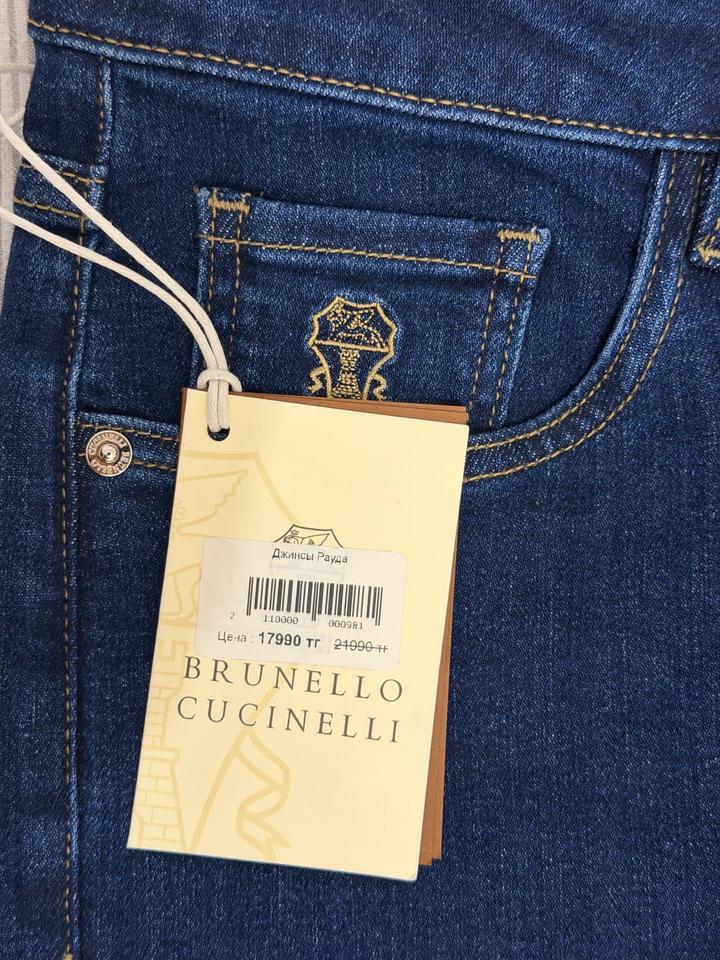 Джинсы Рауда
2 110000 000981
Цена : 17990 тг 21990 тг
BRUNELLO
CUCINELLI